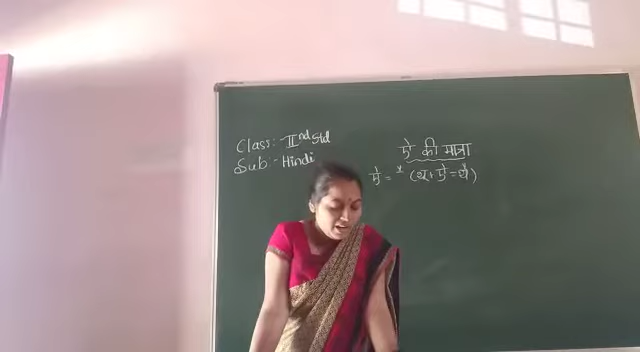 Class: IInd Std
Sub:- Hindi
ऐ की मात्रा
ऐ = ै (थ्+ऐ=थै)